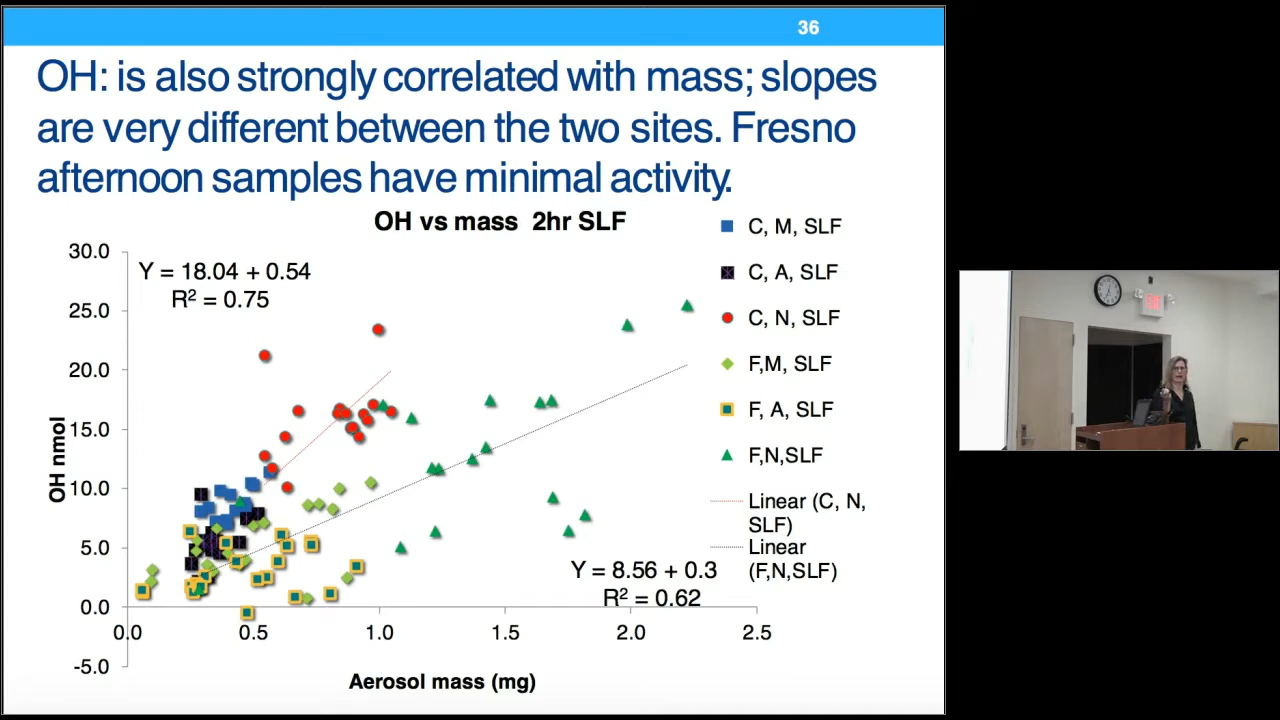 36
OH: is also strongly correlated with mass; slopes
are very different between the two sites. Fresno
afternoon samples have minimal activity.
OH vs mass 2hr SLF
Y = 18.04 + 0.54
R² = 0.75
30.0
25.0
20.0
15.0
10.0
5.0
0.0
-5.0
OH nmol
0.0 0.5 1.0 1.5 2.0 2.5
Aerosol mass (mg)
Y = 8.56 + 0.3
R² = 0.62
C, M, SLF
C, A, SLF
C, N, SLF
F,M, SLF
F, A, SLF
F,N,SLF
Linear (C, N,
SLF)
Linear
(F,N,SLF)